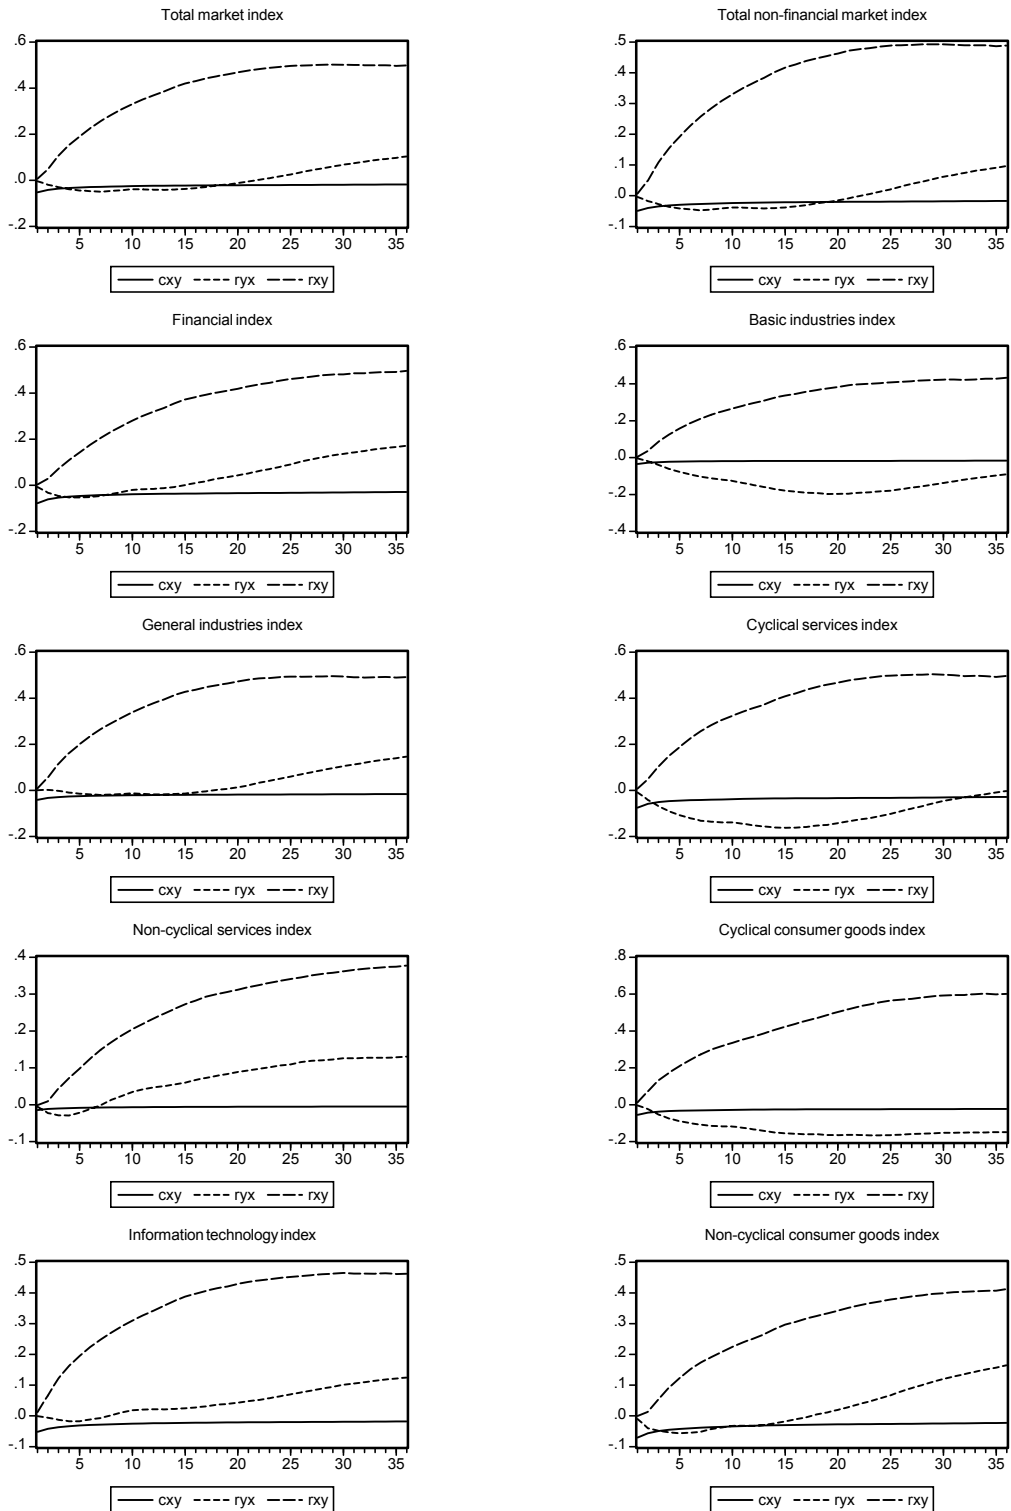 Total market index
.6
.4
.2
.0
-.2
5 10 15 20 25 30 35
cxy ryx rxy
Total non-financial market index
.5
.4
.3
.2
.1
.0
-.1
5 10 15 20 25 30 35
cxy ryx rxy
Financial index
.6
.4
.2
.0
-.2
5 10 15 20 25 30 35
cxy ryx rxy
Basic industries index
.6
.4
.2
.0
-.2
-.4
5 10 15 20 25 30 35
cxy ryx rxy
General industries index
.6
.4
.2
.0
-.2
5 10 15 20 25 30 35
cxy ryx rxy
Cyclical services index
.6
.4
.2
.0
-.2
5 10 15 20 25 30 35
cxy ryx rxy
Non-cyclical services index
.4
.3
.2
.1
.0
-.1
5 10 15 20 25 30 35
cxy ryx rxy
Cyclical consumer goods index
.8
.6
.4
.2
.0
-.2
5 10 15 20 25 30 35
cxy ryx rxy
Information technology index
.5
.4
.3
.2
.1
.0
-.1
5 10 15 20 25 30 35
cxy ryx rxy
Non-cyclical consumer goods index
.5
.4
.3
.2
.1
.0
-.1
5 10 15 20 25 30 35
cxy ryx rxy